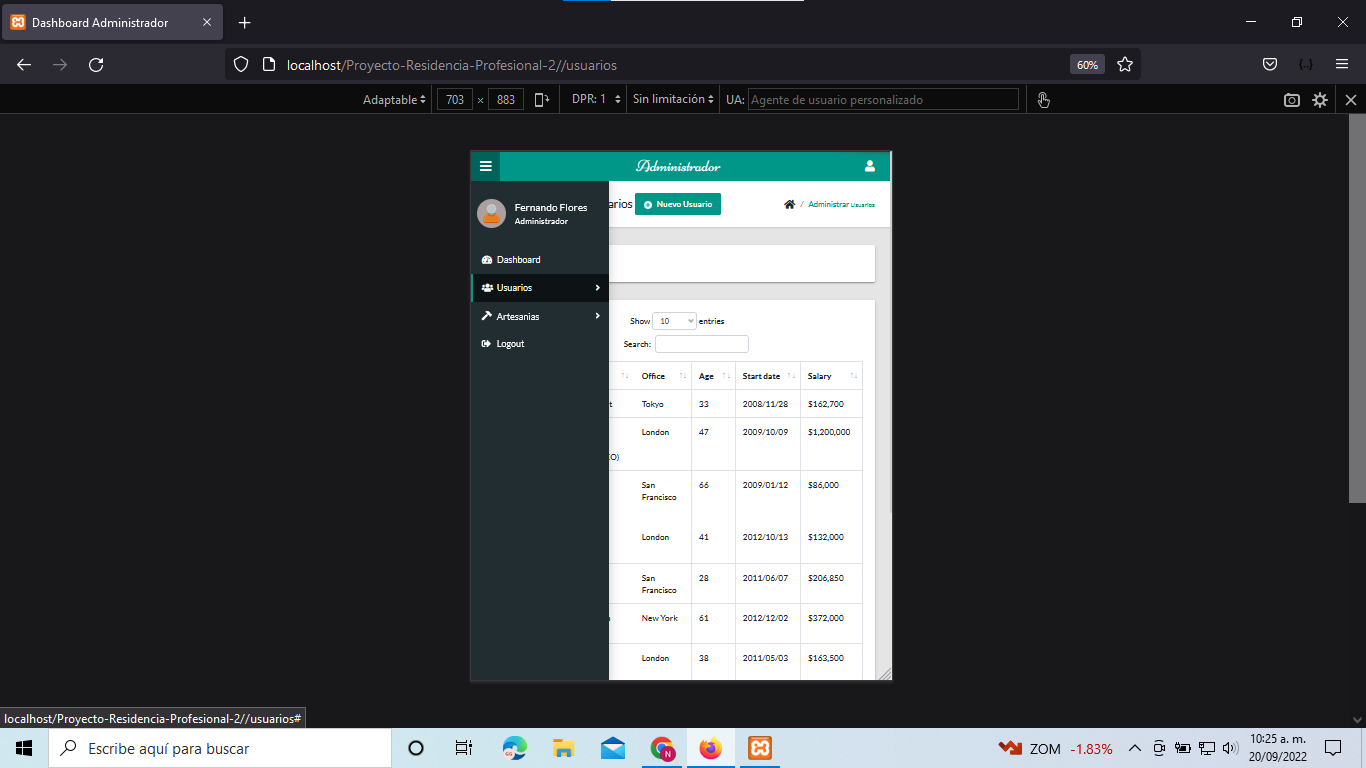 Dashboard Administrador
localhost/Proyecto-Residencia-Profesional-2//usuarios
60%
Adaptable
703 × 883
DPR: 1
Sin limitación
UA: Agente de usuario personalizado
Administrador
Fernando Flores
Administrador
Dashboard
Usuarios
Artesanias
Logout
arios
Nuevo Usuario
/ Administrar Usuarios
Show 10 entries
Search:
Office Age Start date Salary
t Tokyo 33 2008/11/28 $162,700
London 47 2009/10/09 $1,200,000
O)
San Francisco 66 2009/01/12 $86,000
London 41 2012/10/13 $132,000
San Francisco 28 2011/06/07 $206,850
New York 61 2012/12/02 $372,000
London 38 2011/05/03 $163,500
localhost/Proyecto-Residencia-Profesional-2//usuarios#
Escribe aquí para buscar
N
ZOM -1.83%
10:25 a. m.
20/09/2022